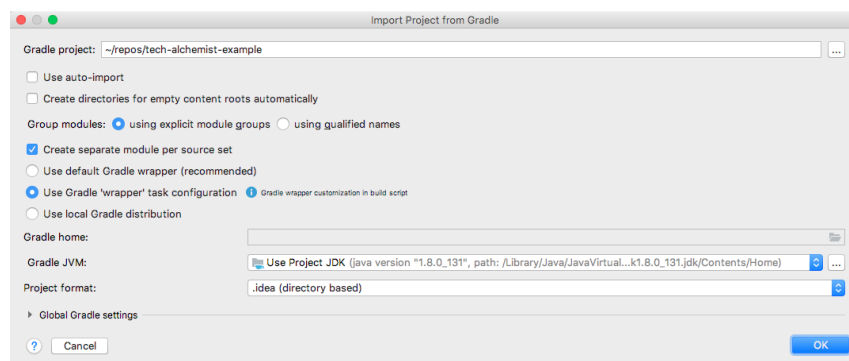 Import Project from Gradle
Gradle project: ~/repos/tech-alchemist-example ...
Use auto-import
Create directories for empty content roots automatically
Group modules: using explicit module groups using qualified names
Create separate module per source set
Use default Gradle wrapper (recommended)
Use Gradle 'wrapper' task configuration Gradle wrapper customization in build script
Use local Gradle distribution
Gradle home:
Gradle JVM: Use Project JDK (java version "1.8.0_131", path: /Library/Java/JavaVirtual...k1.8.0_131.jdk/Contents/Home) ...
Project format: .idea (directory based)
Global Gradle settings
? Cancel OK